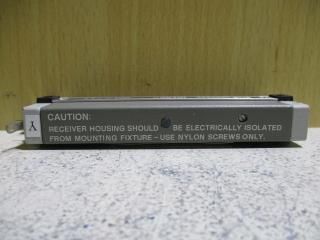 CAUTION:
RECEIVER HOUSING SHOULD BE ELECTRICALLY ISOLATED
FROM MOUNTING FIXTURE - USE NYLON SCREWS ONLY.